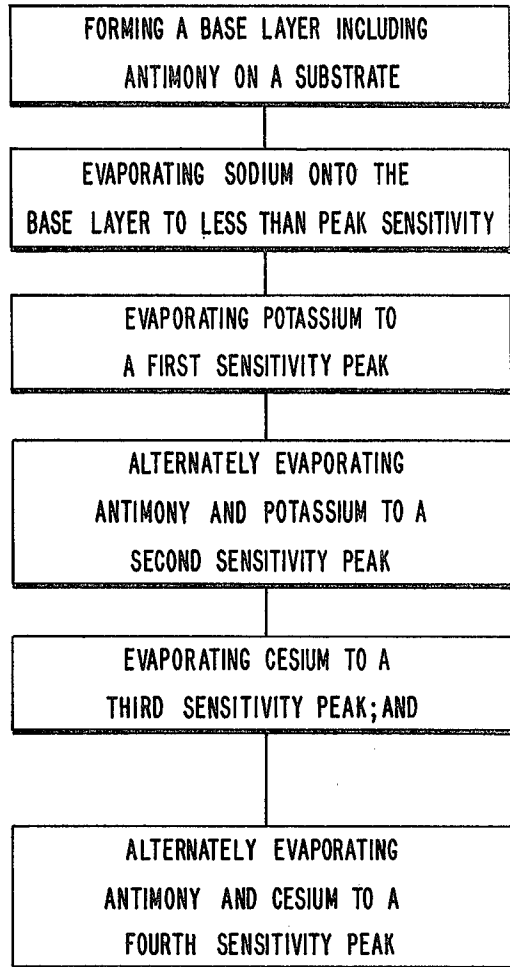 FORMING A BASE LAYER INCLUDING
ANTIMONY ON A SUBSTRATE
EVAPORATING SODIUM ONTO THE
BASE LAYER TO LESS THAN PEAK SENSITIVITY
EVAPORATING POTASSIUM TO
A FIRST SENSITIVITY PEAK
ALTERNATELY EVAPORATING
ANTIMONY AND POTASSIUM TO A
SECOND SENSITIVITY PEAK
EVAPORATING CESIUM TO A
THIRD SENSITIVITY PEAK; AND
ALTERNATELY EVAPORATING
ANTIMONY AND CESIUM TO A
FOURTH SENSITIVITY PEAK